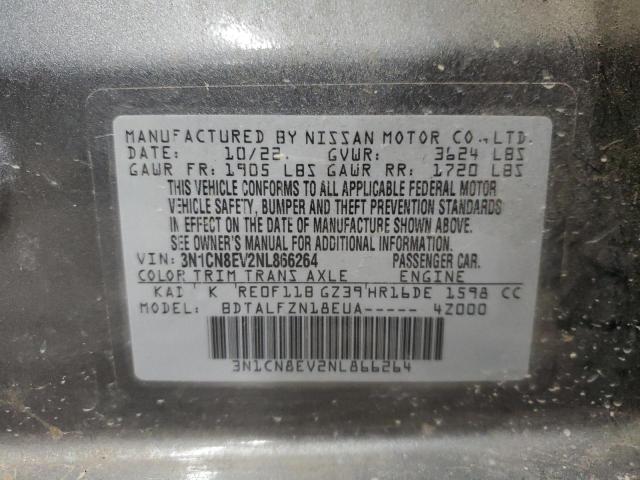 MANUFACTURED BY NISSAN MOTOR CO.,LTD.
DATE: 10/22 GVWR: 3624 LBS
GAWR FR: 1905 LBS GAWR RR: 1720 LBS
THIS VEHICLE CONFORMS TO ALL APPLICABLE FEDERAL MOTOR
VEHICLE SAFETY, BUMPER AND THEFT PREVENTION STANDARDS
IN EFFECT ON THE DATE OF MANUFACTURE SHOWN ABOVE.
SEE OWNER'S MANUAL FOR ADDITIONAL INFORMATION.
VIN: 3N1CN8EV2NL866264 PASSENGER CAR.
COLOR TRIM TRANS AXLE ENGINE
KAD K RE0F11B GZ39 HR16DE 1598 CC
MODEL: BDTALFZN18EUA----- 4Z000
3N1CN8EV2NL866264